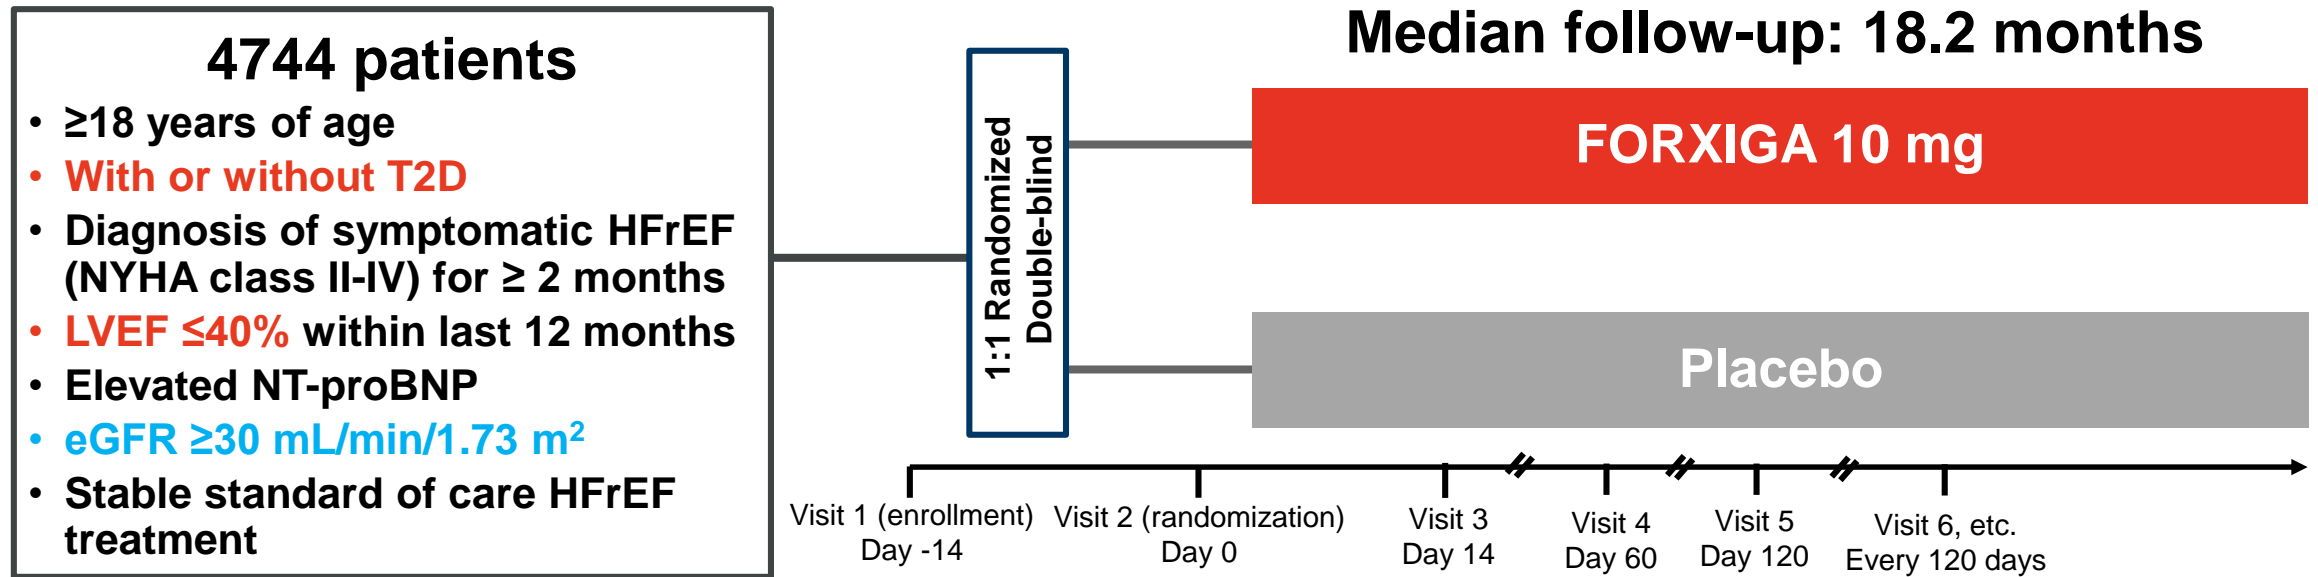 4744 patients
• ≥18 years of age
• With or without T2D
• Diagnosis of symptomatic HFrEF
(NYHA class II-IV) for ≥ 2 months
• LVEF ≤40% within last 12 months
• Elevated NT-proBNP
• eGFR ≥30 mL/min/1.73 m²
• Stable standard of care HFrEF
treatment
1:1 Randomized
Double-blind
Median follow-up: 18.2 months
FORXIGA 10 mg
Placebo
Visit 1 (enrollment)
Day -14
Visit 2 (randomization)
Day 0
Visit 3
Day 14
Visit 4
Day 60
Visit 5
Day 120
Visit 6, etc.
Every 120 days